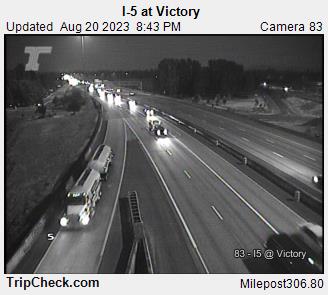 I-5 at Victory
Updated Aug 20 2023 8:43 PM Camera 83
83 - I5 @ Victory
TripCheck.com Milepost306.80